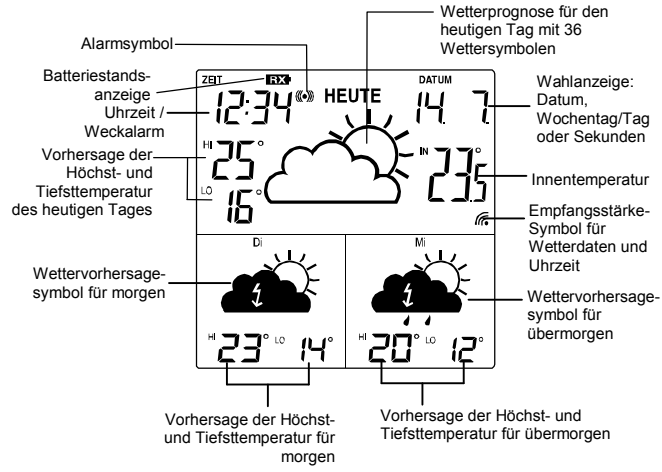 Wetterprognose für den
heutigen Tag mit 36
Wettersymbolen
Alarmsymbol
Batteriestands-
anzeige
Uhrzeit /
Weckalarm
Vorhersage der
Höchst- und
Tiefsttemperatur
des heutigen Tages
ZEIT
RX
DATUM
12:34
HEUTE
14. 7.
HI
25°
LO
16°
IN
23.5°
Wahlanzeige:
Datum,
Wochentag/Tag
oder Sekunden
Innentemperatur
Empfangsstärke-
Symbol für
Wetterdaten und
Uhrzeit
Wettervorhersage-
symbol für morgen
Di
HI 23° LO 14°
Mi
HI 20° LO 12°
Wettervorhersage-
symbol für
übermorgen
Vorhersage der Höchst-
und Tiefsttemperatur für
morgen
Vorhersage der Höchst- und
Tiefsttemperatur für übermorgen